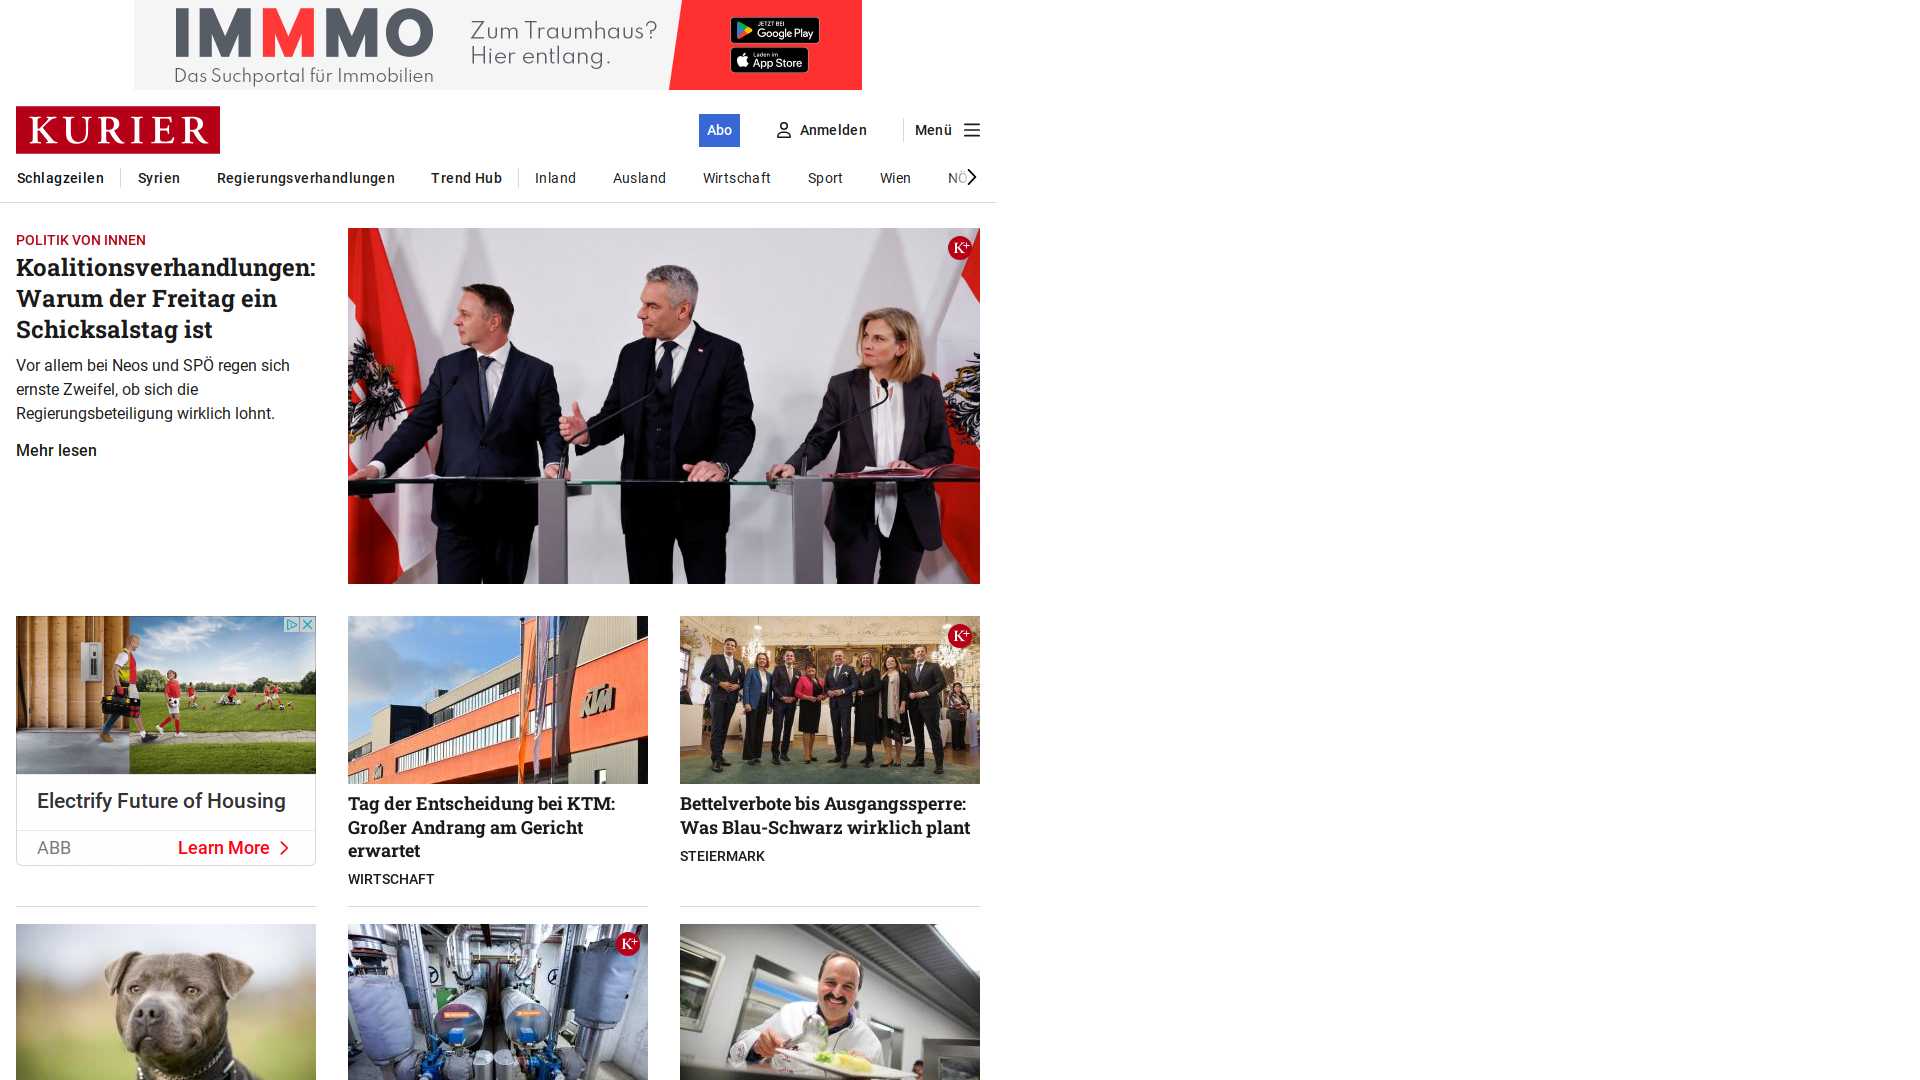 IMMMO
Das Suchportal für Immobilien
Zum Traumhaus?
Hier entlang.
JETZT BEI
Google Play
Laden im
App Store
KURIER
Abo
Anmelden
Menü
Schlagzeilen
Syrien
Regierungsverhandlungen
Trend Hub
Inland
Ausland
Wirtschaft
Sport
Wien
NÖ
POLITIK VON INNEN
Koalitionsverhandlungen:
Warum der Freitag ein
Schicksalstag ist
Vor allem bei Neos und SPÖ regen sich
ernste Zweifel, ob sich die
Regierungsbeteiligung wirklich lohnt.
Mehr lesen
K+
Electrify Future of Housing
ABB
Learn More
KTM
Tag der Entscheidung bei KTM:
Großer Andrang am Gericht
erwartet
WIRTSCHAFT
K+
Bettelverbote bis Ausgangssperre:
Was Blau-Schwarz wirklich plant
STEIERMARK
K+